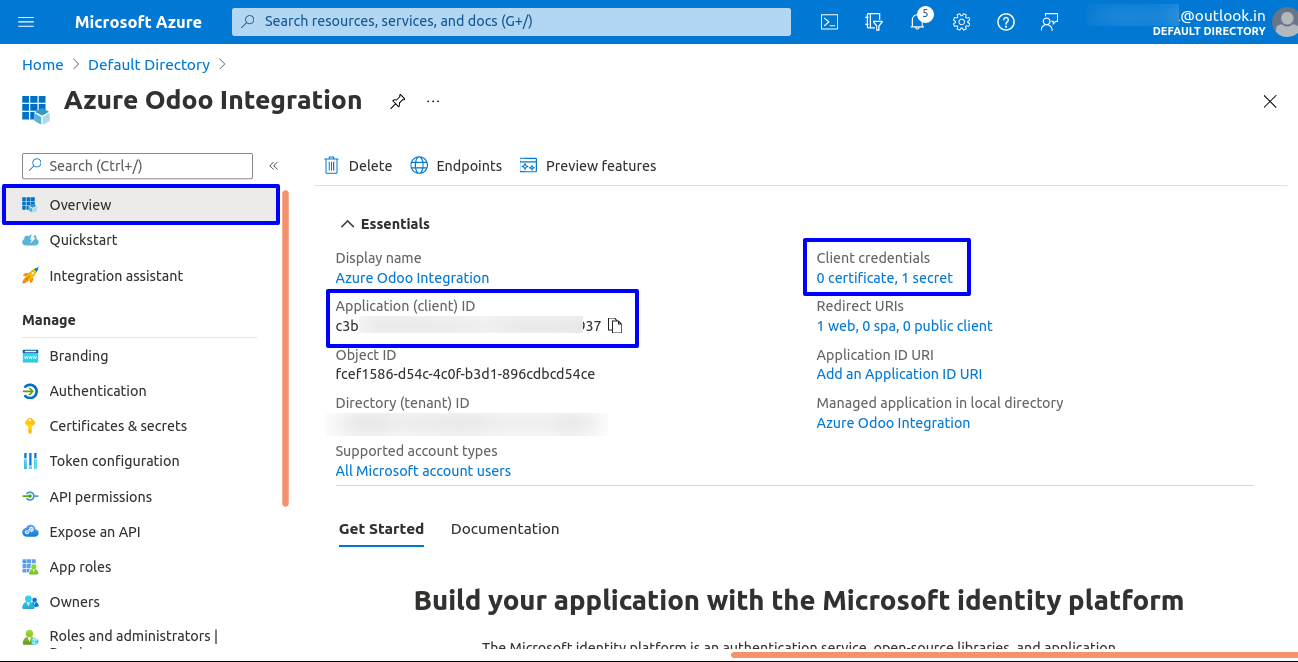 Microsoft Azure
Search resources, services, and docs (G+/)
5
@outlook.in
DEFAULT DIRECTORY
Home > Default Directory >
Azure Odoo Integration
...
Search (Ctrl+/)
«
Overview
Quickstart
Integration assistant
Manage
Branding
Authentication
Certificates & secrets
Token configuration
API permissions
Expose an API
App roles
Owners
Roles and administrators |
Delete
Endpoints
Preview features
Essentials
Display name
Azure Odoo Integration
Application (client) ID
c3b 937
Object ID
fcef1586-d54c-4c0f-b3d1-896cdbcd54ce
Directory (tenant) ID
Supported account types
All Microsoft account users
Client credentials
0 certificate, 1 secret
Redirect URIs
1 web, 0 spa, 0 public client
Application ID URI
Add an Application ID URI
Managed application in local directory
Azure Odoo Integration
Get Started
Documentation
Build your application with the Microsoft identity platform
The Microsoft identity platform is an authentication service, open-source libraries, and application